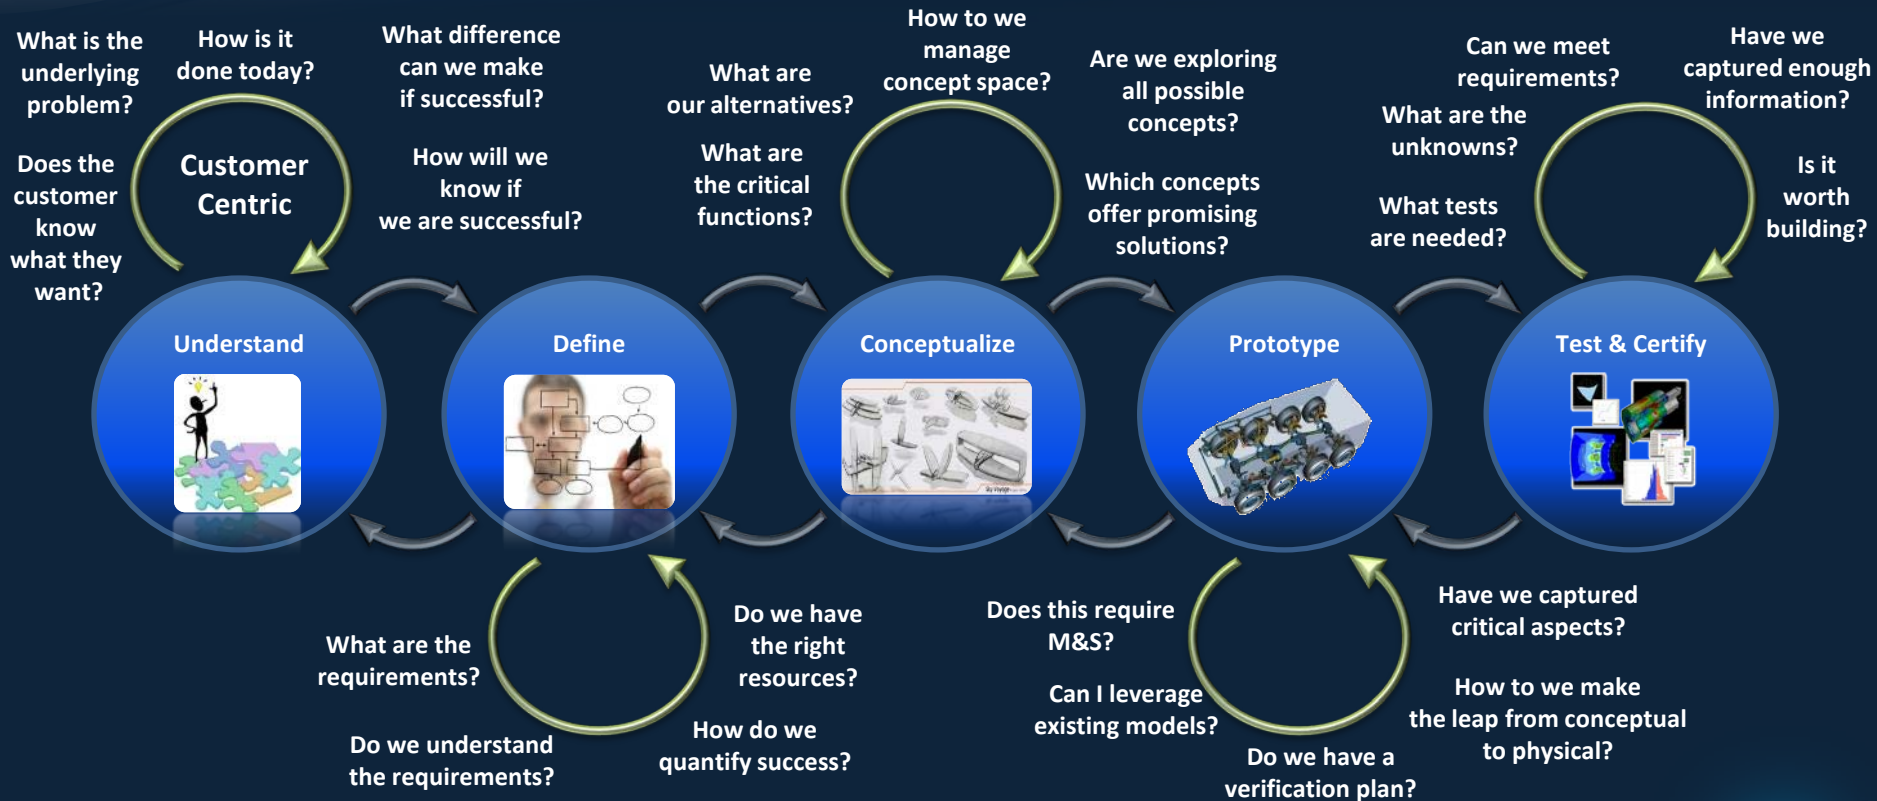 What is the
underlying
problem?
How is it
done today?
Does the
customer
know
what they
want?
Customer
Centric
What difference
can we make
if successful?
How will we
know if
we are successful?
What are
our alternatives?
What are
the critical
functions?
How to we
manage
concept space?
Are we exploring
all possible
concepts?
Which concepts
offer promising
solutions?
Can we meet
requirements?
What are the
unknowns?
What tests
are needed?
Have we
captured enough
information?
Is it
worth
building?
Understand
Define
Conceptualize
Prototype
Test & Certify
What are the
requirements?
Do we understand
the requirements?
Do we have
the right
resources?
How do we
quantify success?
Does this require
M&S?
Can I leverage
existing models?
Do we have a
verification plan?
Have we captured
critical aspects?
How to we make
the leap from conceptual
to physical?